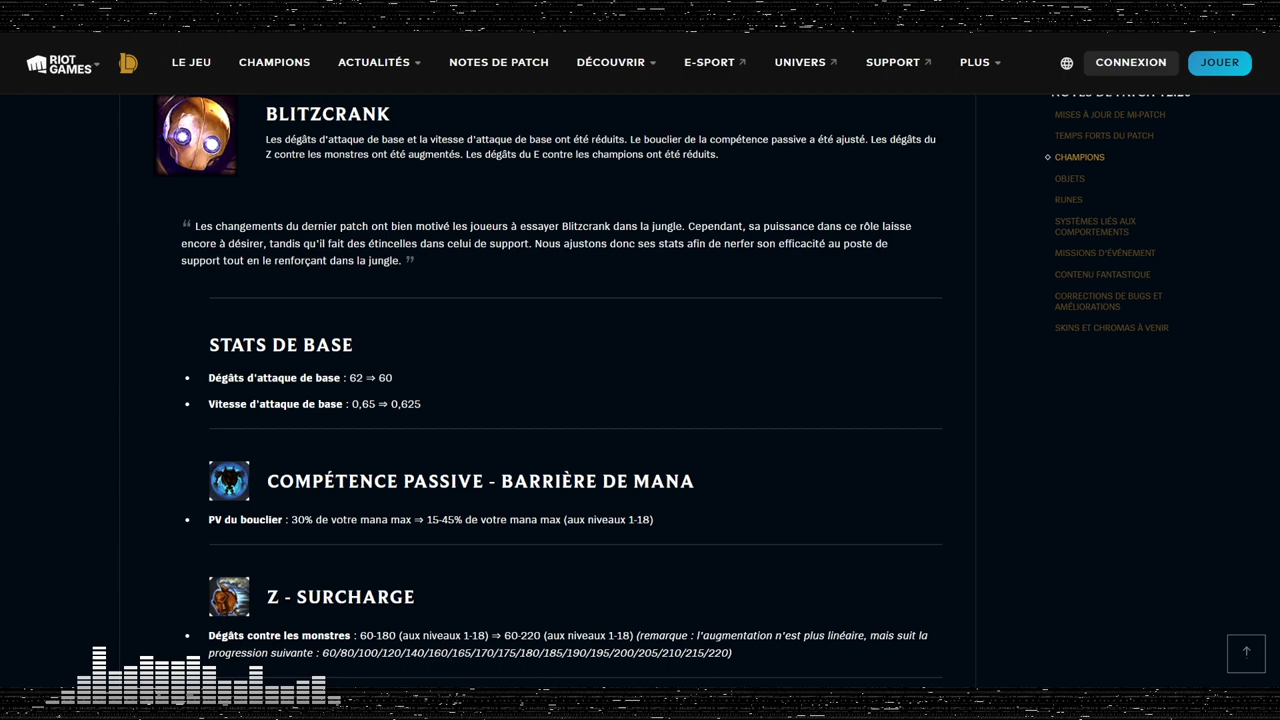 RIOT GAMES
LE JEU CHAMPIONS ACTUALITÉS NOTES DE PATCH DÉCOUVRIR E-SPORT UNIVERS SUPPORT PLUS CONNEXION JOUER
BLITZCRANK
Les dégâts d'attaque de base et la vitesse d'attaque de base ont été réduits. Le bouclier de la compétence passive a été ajusté. Les dégâts du
Z contre les monstres ont été augmentés. Les dégâts du E contre les champions ont été réduits.
“ Les changements du dernier patch ont bien motivé les joueurs à essayer Blitzcrank dans la jungle. Cependant, sa puissance dans ce rôle laisse
encore à désirer, tandis qu'il fait des étincelles dans celui de support. Nous ajustons donc ses stats afin de nerfer son efficacité au poste de
support tout en le renforçant dans la jungle. ”
STATS DE BASE
• Dégâts d'attaque de base : 62 ⇒ 60
• Vitesse d'attaque de base : 0,65 ⇒ 0,625
COMPÉTENCE PASSIVE - BARRIÈRE DE MANA
• PV du bouclier : 30% de votre mana max ⇒ 15-45% de votre mana max (aux niveaux 1-18)
Z - SURCHARGE
• Dégâts contre les monstres : 60-180 (aux niveaux 1-18) ⇒ 60-220 (aux niveaux 1-18) (remarque : l'augmentation n'est plus linéaire, mais suit la
progression suivante : 60/80/100/120/140/160/165/170/175/180/185/190/195/200/205/210/215/220)
NOTES DE PATCH 12.20
MISES À JOUR DE MI-PATCH
TEMPS FORTS DU PATCH
CHAMPIONS
OBJETS
RUNES
SYSTÈMES LIÉS AUX
COMPORTEMENTS
MISSIONS D'ÉVÉNEMENT
CONTENU FANTASTIQUE
CORRECTIONS DE BUGS ET
AMÉLIORATIONS
SKINS ET CHROMAS À VENIR